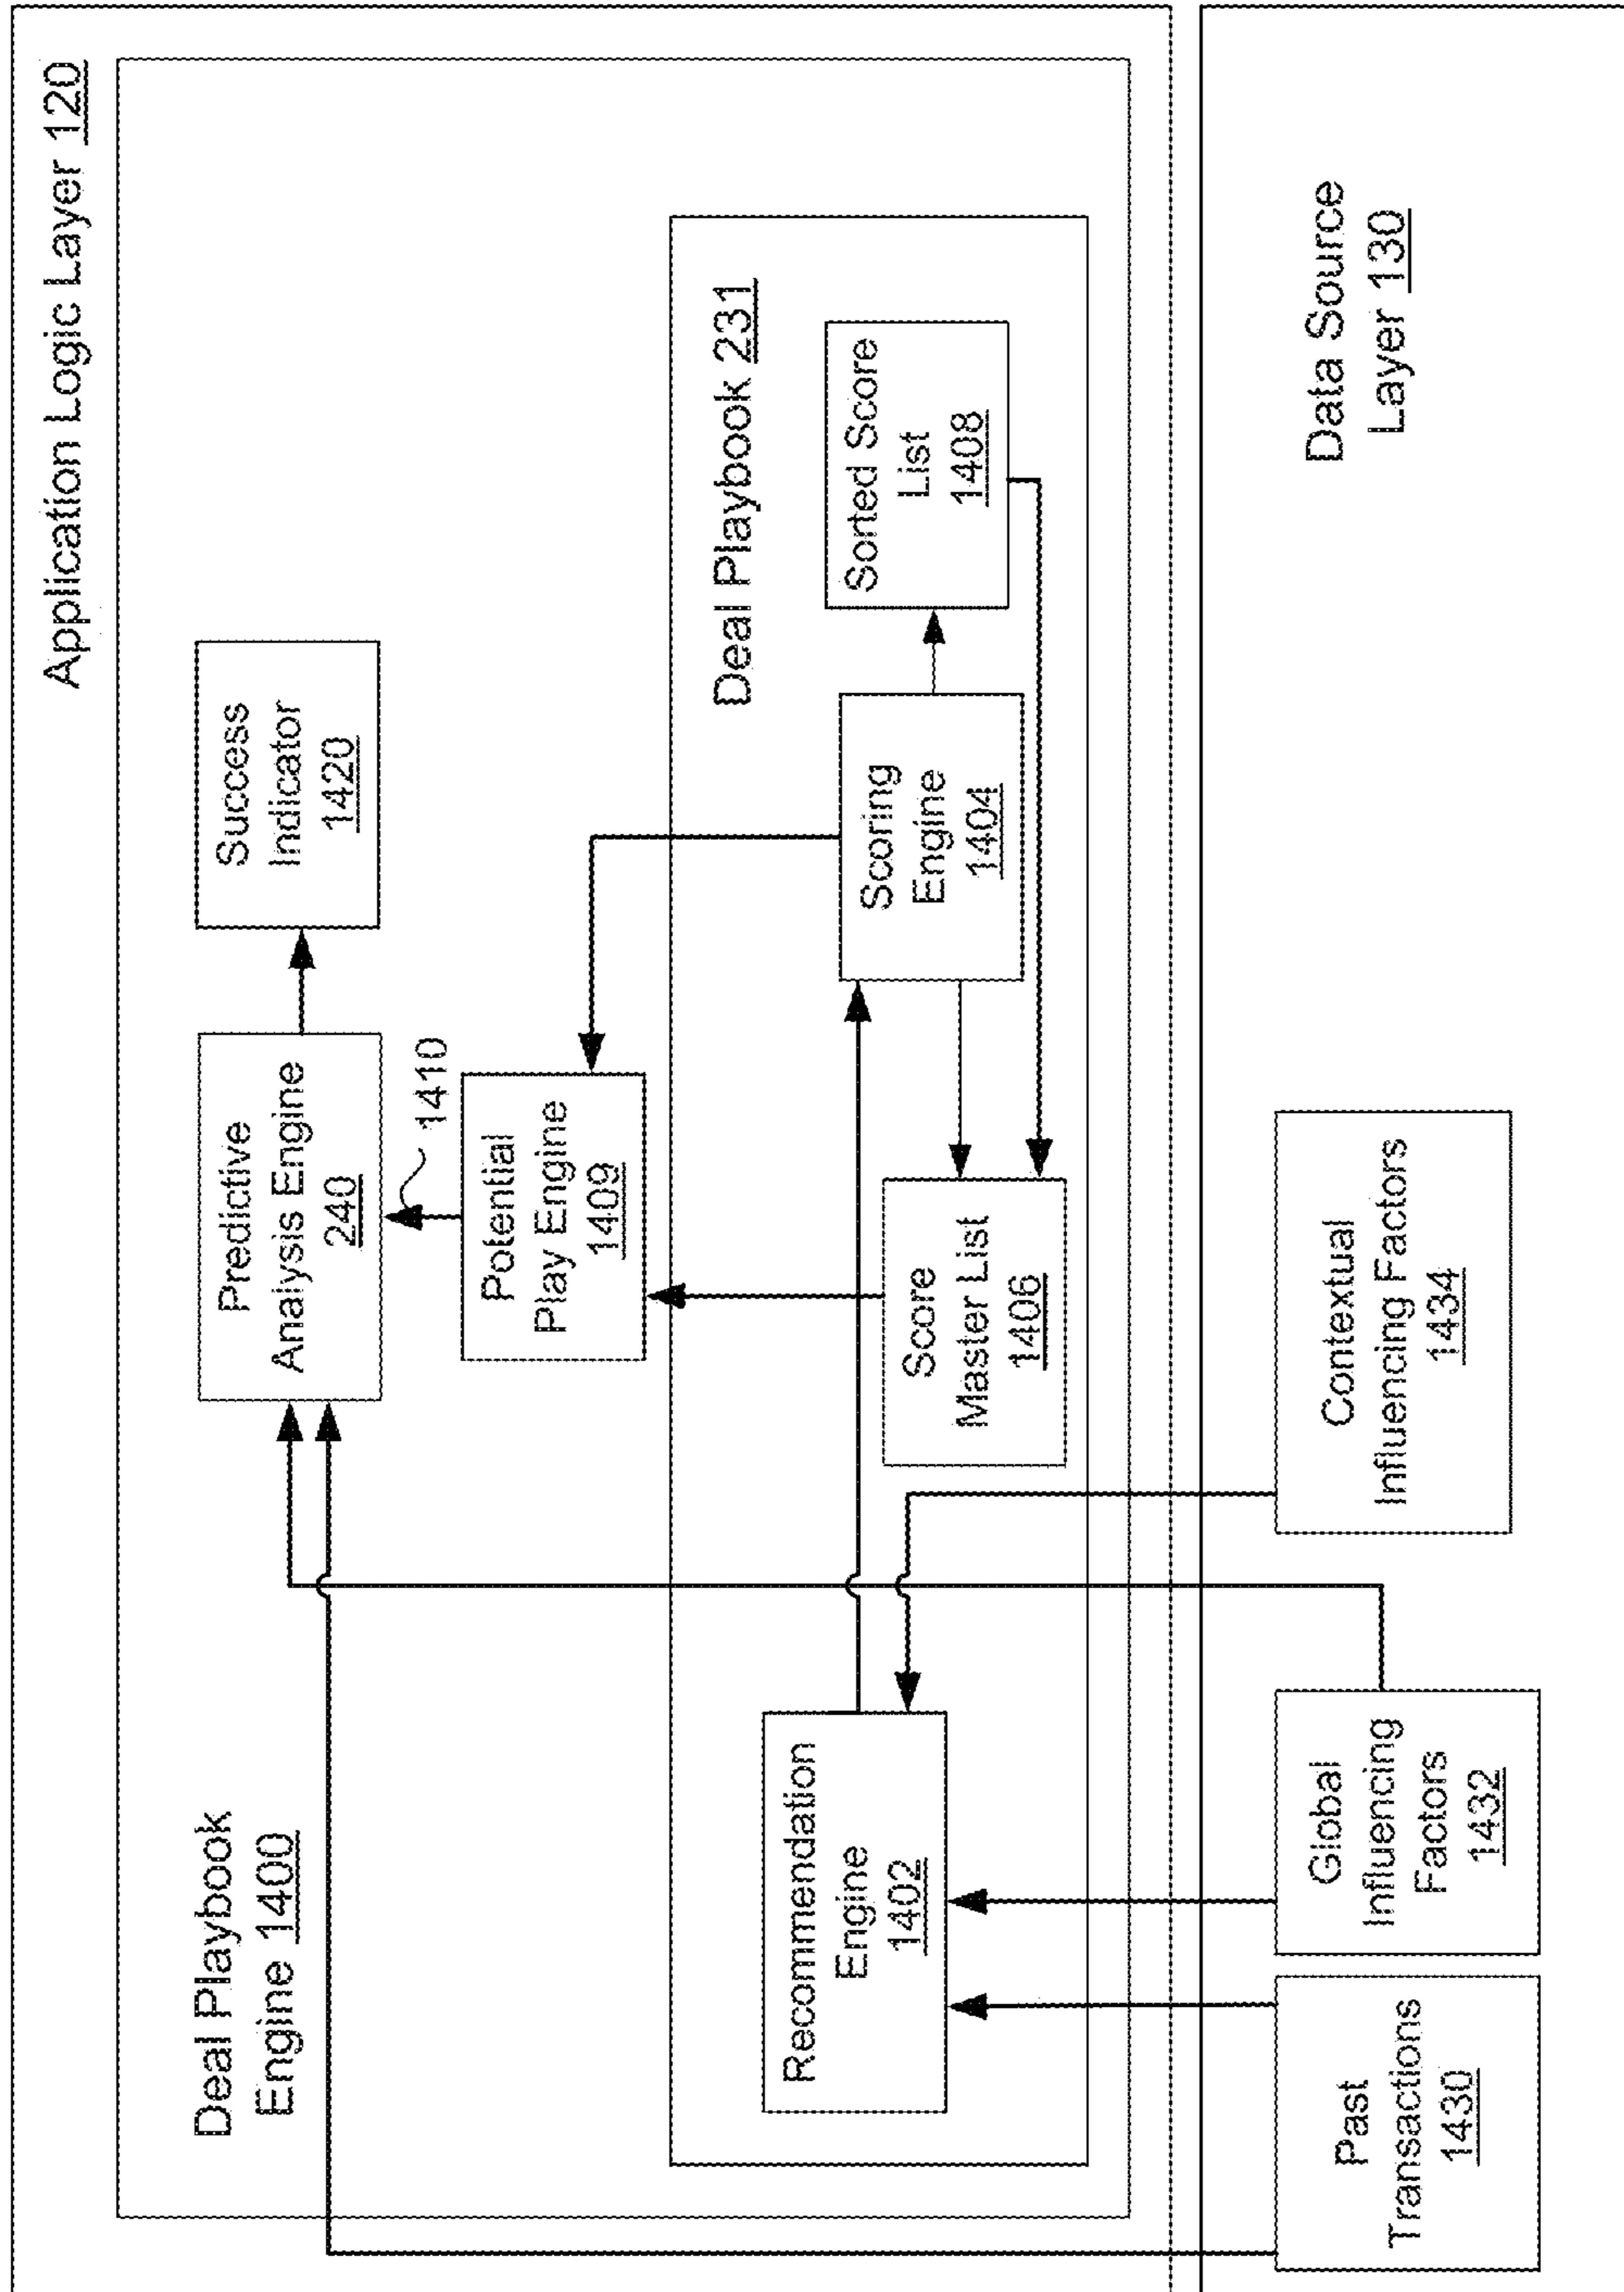 Application Logic Layer 120
Deal Playbook
Engine 1400
Predictive
Analysis Engine
240
Success
Indicator
1420
1410
Potential
Play Engine
1409
Deal Playbook 231
Recommendation
Engine
1402
Score
Master List
1406
Scoring
Engine
1404
Sorted Score
List
1408
Past
Transactions
1430
Global
Influencing
Factors
1432
Contextual
Influencing Factors
1434
Data Source
Layer 130